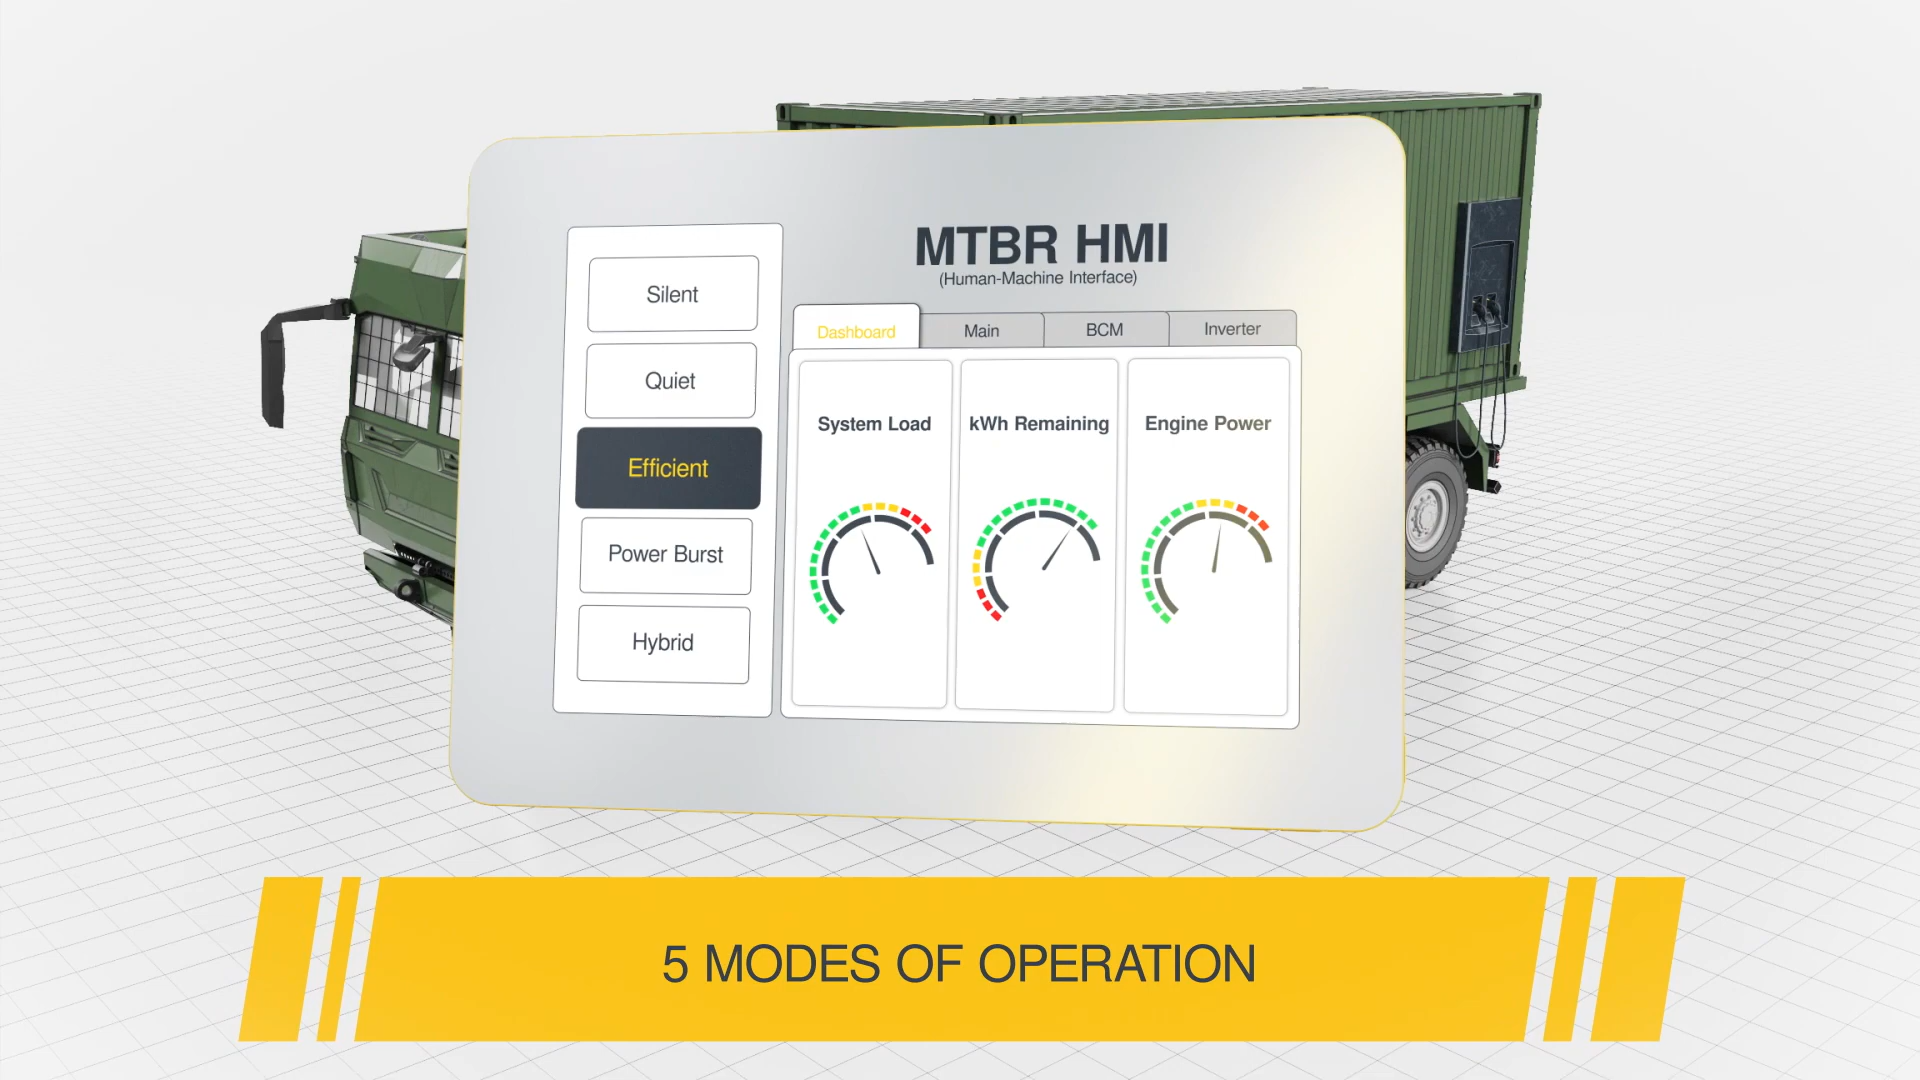 MTBR HMI
(Human-Machine Interface)
Silent
Quiet
Efficient
Power Burst
Hybrid
Dashboard
Main
BCM
Inverter
System Load
kWh Remaining
Engine Power
5 MODES OF OPERATION